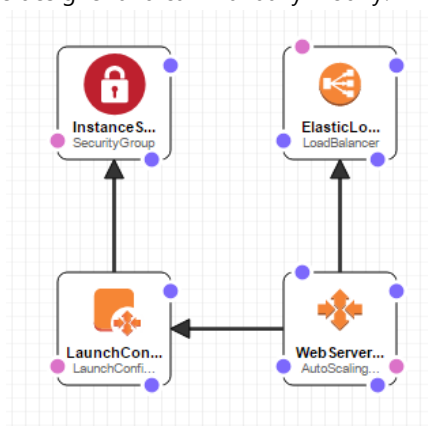 InstanceS...
SecurityGroup
ElasticLo...
LoadBalancer
LaunchCon...
LaunchConfi...
WebServer...
AutoScaling...